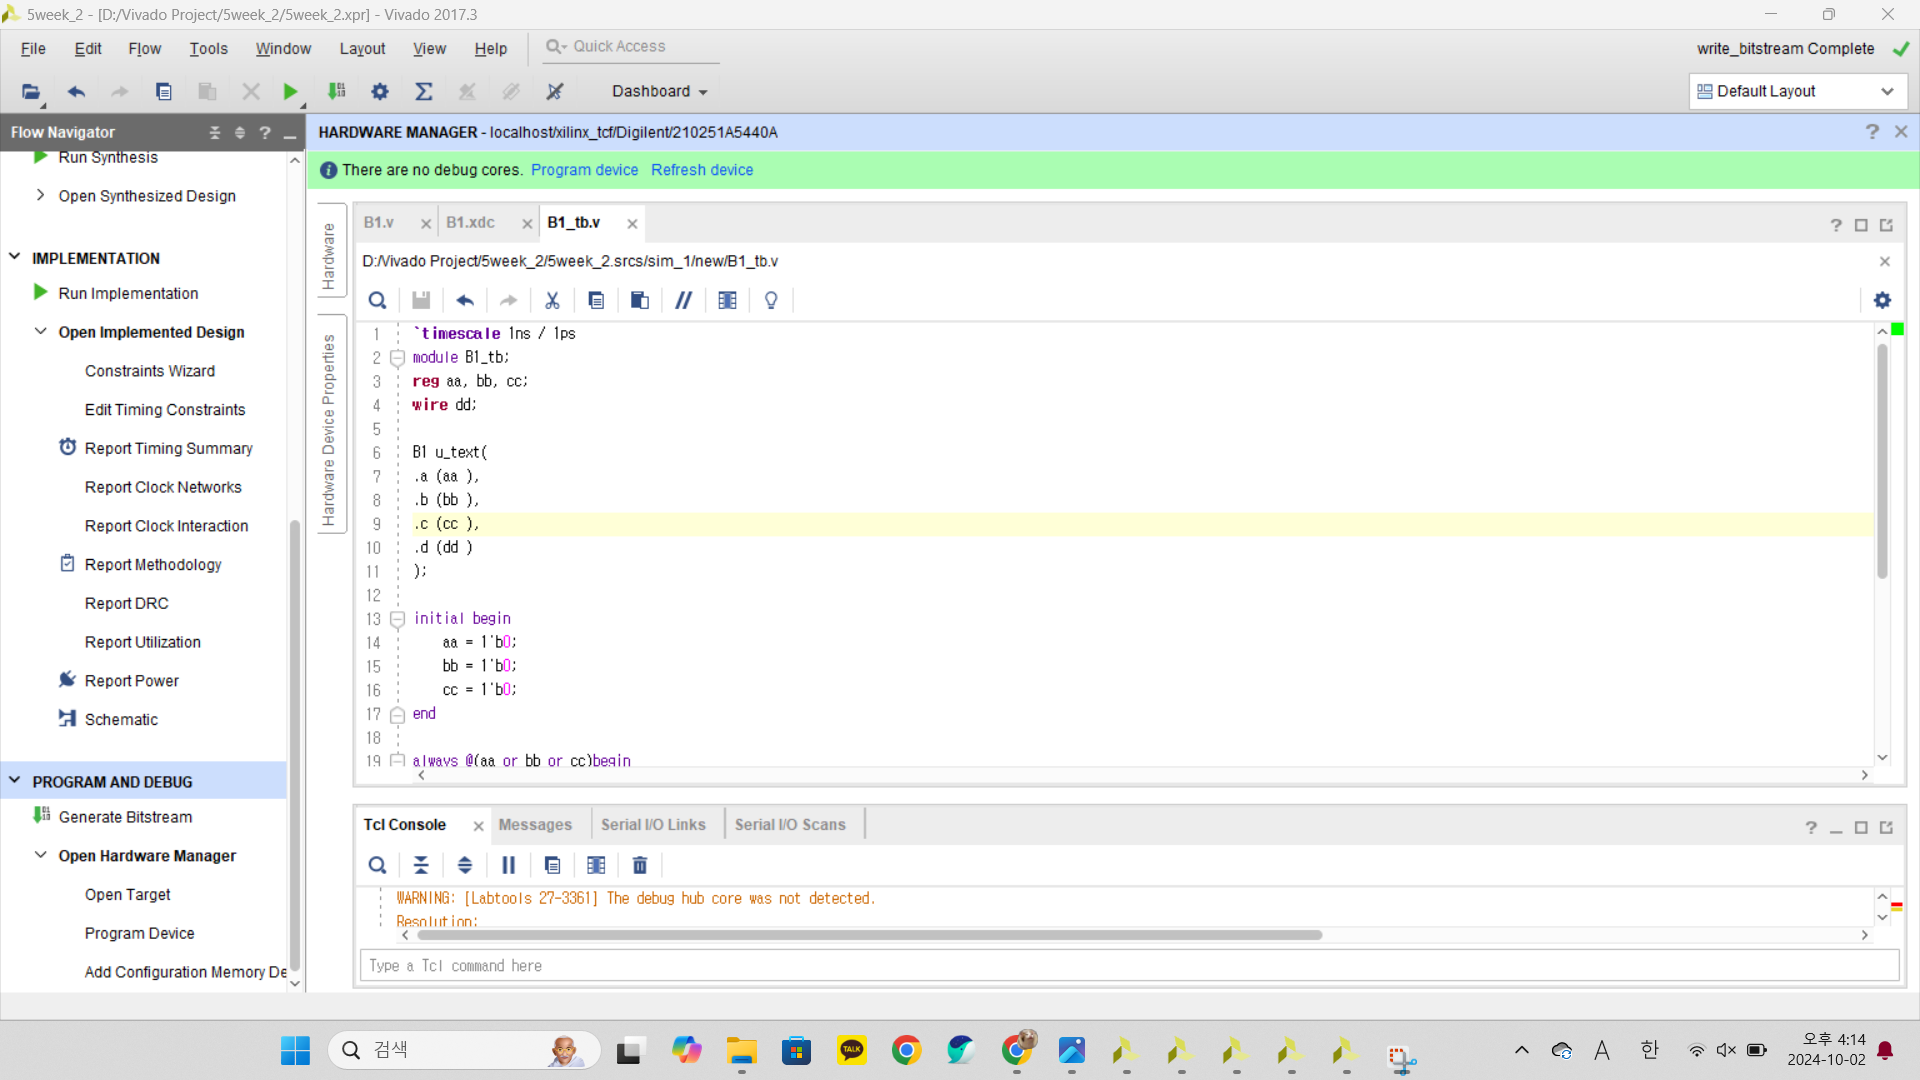 5week_2 - [D:/Vivado Project/5week_2/5week_2.xpr] - Vivado 2017.3
File Edit Flow Tools Window Layout View Help Quick Access
write_bitstream Complete
Dashboard
Default Layout
Flow Navigator
HARDWARE MANAGER - localhost/xilinx_tcf/Digilent/210251A5440A
There are no debug cores. Program device Refresh device
Run Synthesis
Open Synthesized Design
IMPLEMENTATION
Run Implementation
Open Implemented Design
Constraints Wizard
Edit Timing Constraints
Report Timing Summary
Report Clock Networks
Report Clock Interaction
Report Methodology
Report DRC
Report Utilization
Report Power
Schematic
PROGRAM AND DEBUG
Generate Bitstream
Open Hardware Manager
Open Target
Program Device
Add Configuration Memory De
Hardware
Hardware Device Properties
B1.v B1.xdc B1_tb.v
D:/Vivado Project/5week_2/5week_2.srcs/sim_1/new/B1_tb.v
1 `timescale 1ns / 1ps
2 module B1_tb;
3 reg aa, bb, cc;
4 wire dd;
5
6 B1 u_text(
7 .a (aa ),
8 .b (bb ),
9 .c (cc ),
10 .d (dd )
11 );
12
13 initial begin
14 aa = 1'b0;
15 bb = 1'b0;
16 cc = 1'b0;
17 end
18
19 always @(aa or bb or cc)begin
Tcl Console Messages Serial I/O Links Serial I/O Scans
WARNING: [Labtools 27-3361] The debug hub core was not detected.
Resolution:
Type a Tcl command here
검색
TALK
A 한
오후 4:14
2024-10-02